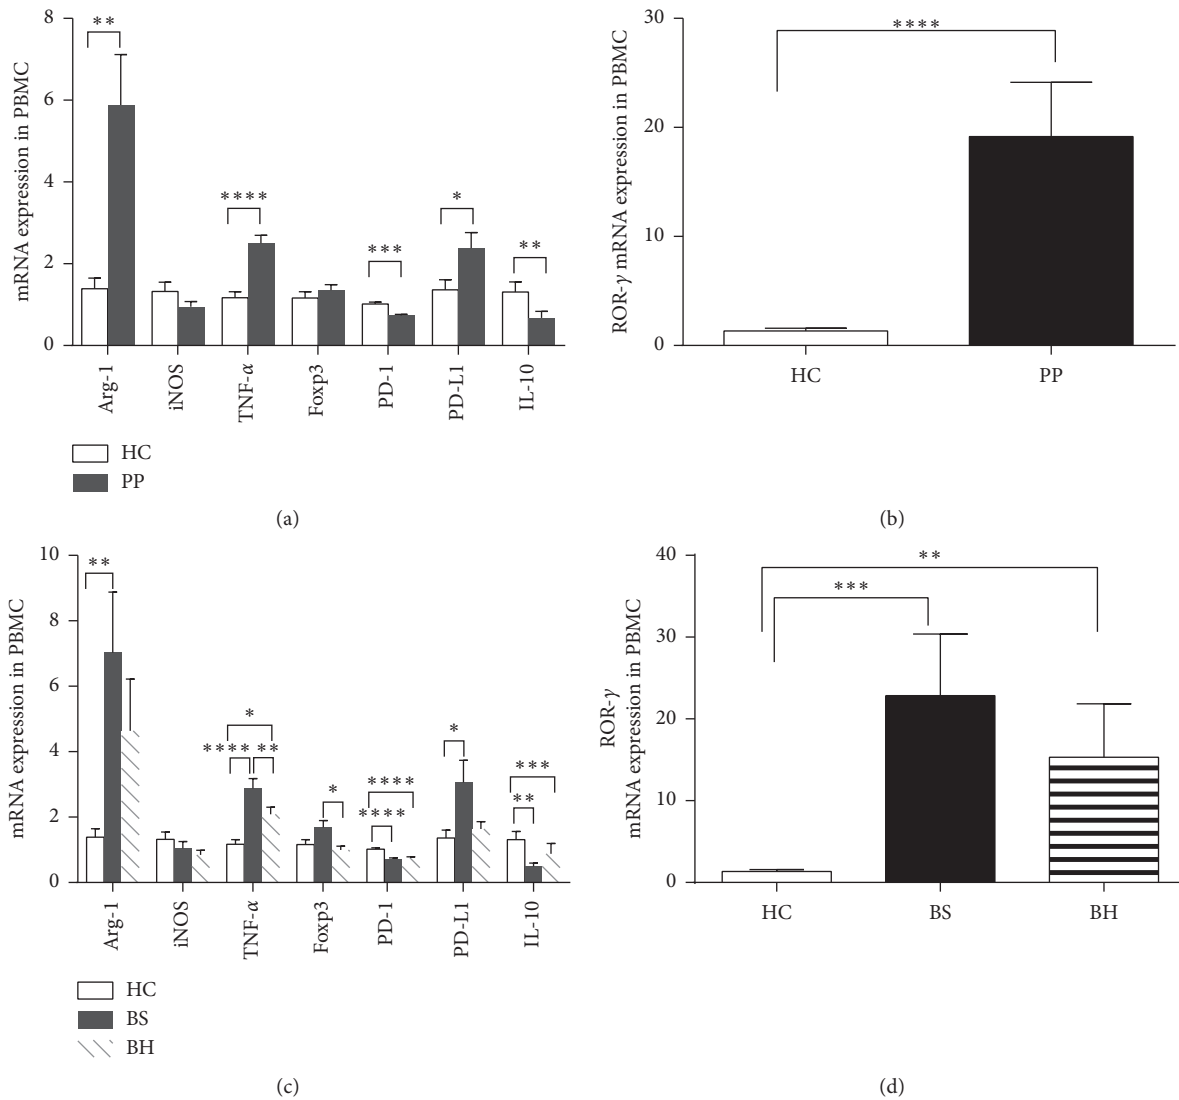 mRNA expression in PBMC
8
6
4
2
0
**
****
***
*
**
Arg-1
iNOS
TNF-α
Foxp3
PD-1
PD-L1
IL-10
HC
PP
(a)
ROR-γ mRNA expression in PBMC
30
20
10
0
****
HC
PP
(b)
mRNA expression in PBMC
10
8
6
4
2
0
**
*
**** **
*
****
****
*
***
**
Arg-1
iNOS
TNF-α
Foxp3
PD-1
PD-L1
IL-10
HC
BS
BH
(c)
ROR-γ
mRNA expression in PBMC
40
30
20
10
0
**
***
HC
BS
BH
(d)